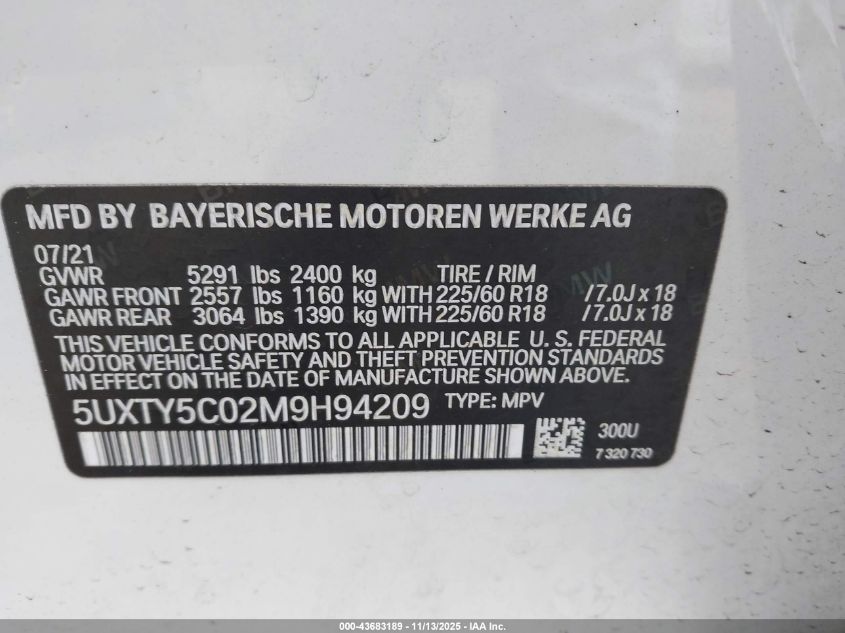 MFD BY BAYERISCHE MOTOREN WERKE AG
07/21
GVWR 5291 lbs 2400 kg TIRE / RIM
GAWR FRONT 2557 lbs 1160 kg WITH 225/60 R18 /7.0J x 18
GAWR REAR 3064 lbs 1390 kg WITH 225/60 R18 /7.0J x 18
THIS VEHICLE CONFORMS TO ALL APPLICABLE U. S. FEDERAL
MOTOR VEHICLE SAFETY AND THEFT PREVENTION STANDARDS
IN EFFECT ON THE DATE OF MANUFACTURE SHOWN ABOVE.
5UXTY5C02M9H94209 TYPE: MPV
300U
7 320 730
000-43683189 - 11/13/2025 - IAA Inc.